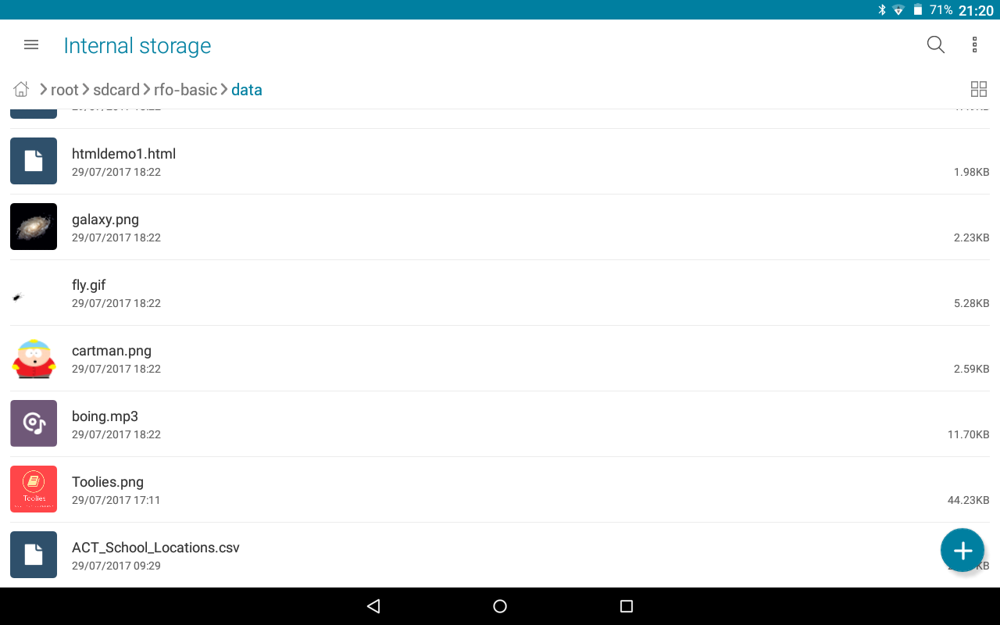 71% 21:20
Internal storage
root sdcard rfo-basic data
htmldemo1.html
29/07/2017 18:22 1.98KB
galaxy.png
29/07/2017 18:22 2.23KB
fly.gif
29/07/2017 18:22 5.28KB
cartman.png
29/07/2017 18:22 2.59KB
boing.mp3
29/07/2017 18:22 11.70KB
Toolies
Toolies.png
29/07/2017 17:11 44.23KB
ACT_School_Locations.csv
29/07/2017 09:29